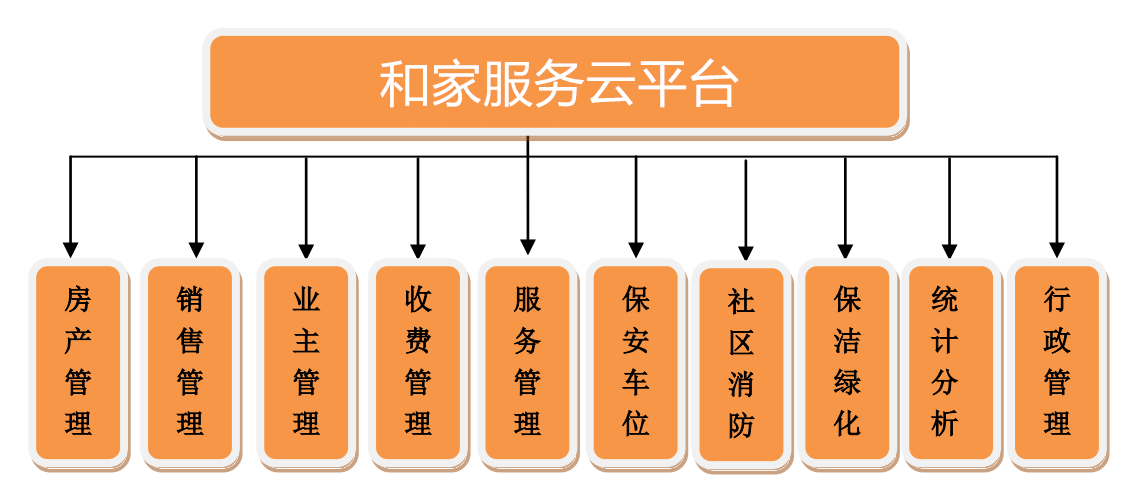 和家服务云平台
房产管理
销售管理
业主管理
收费管理
服务管理
保安车位
社区消防
保洁绿化
统计分析
行政管理